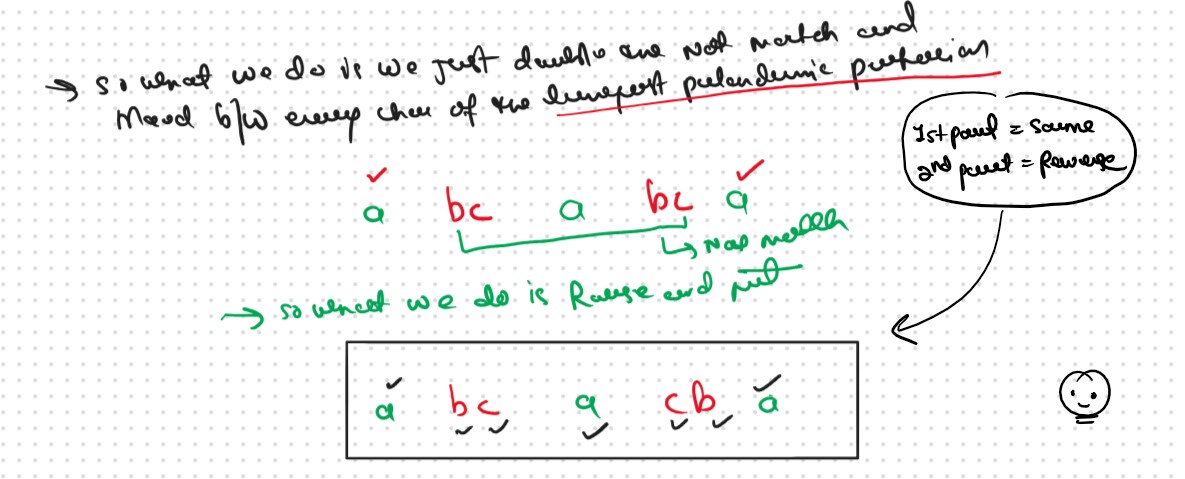 → so what we do is we just double the not match and
Mend b/w every char of the longest palendromic portion
1st part = same
2nd part = Reverse
a bc a bc a
↳ not match
→ so what we do is Reverse and put
a bc a cb a